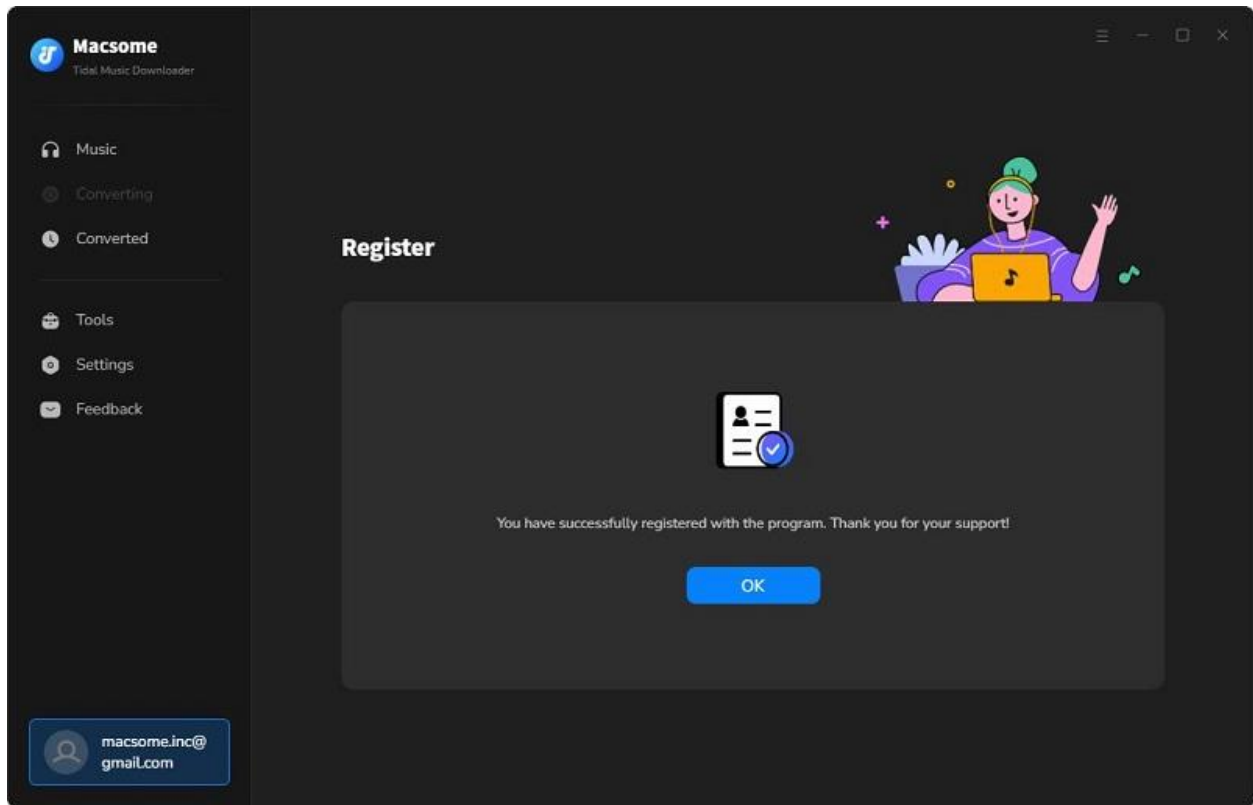 Macsome
Tidal Music Downloader
Music
Converting
Converted
Tools
Settings
Feedback
macsome.inc@
gmail.com
Register
You have successfully registered with the program. Thank you for your support!
OK